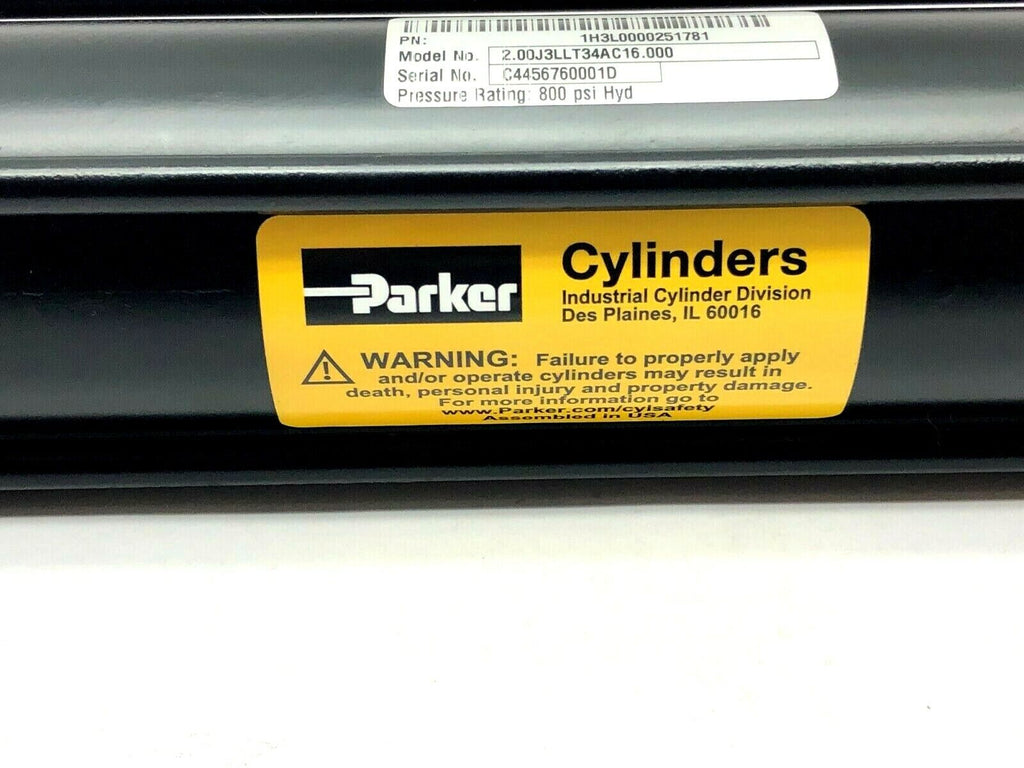 PN: 1H3L0000251781
Model No. 2.00J3LLT34AC16.000
Serial No. C4456760001D
Pressure Rating: 800 psi Hyd
Parker
Cylinders
Industrial Cylinder Division
Des Plaines, IL 60016
WARNING: Failure to properly apply
and/or operate cylinders may result in
death, personal injury and property damage.
For more information go to
www.Parker.com/cylsafety
Assembled in USA